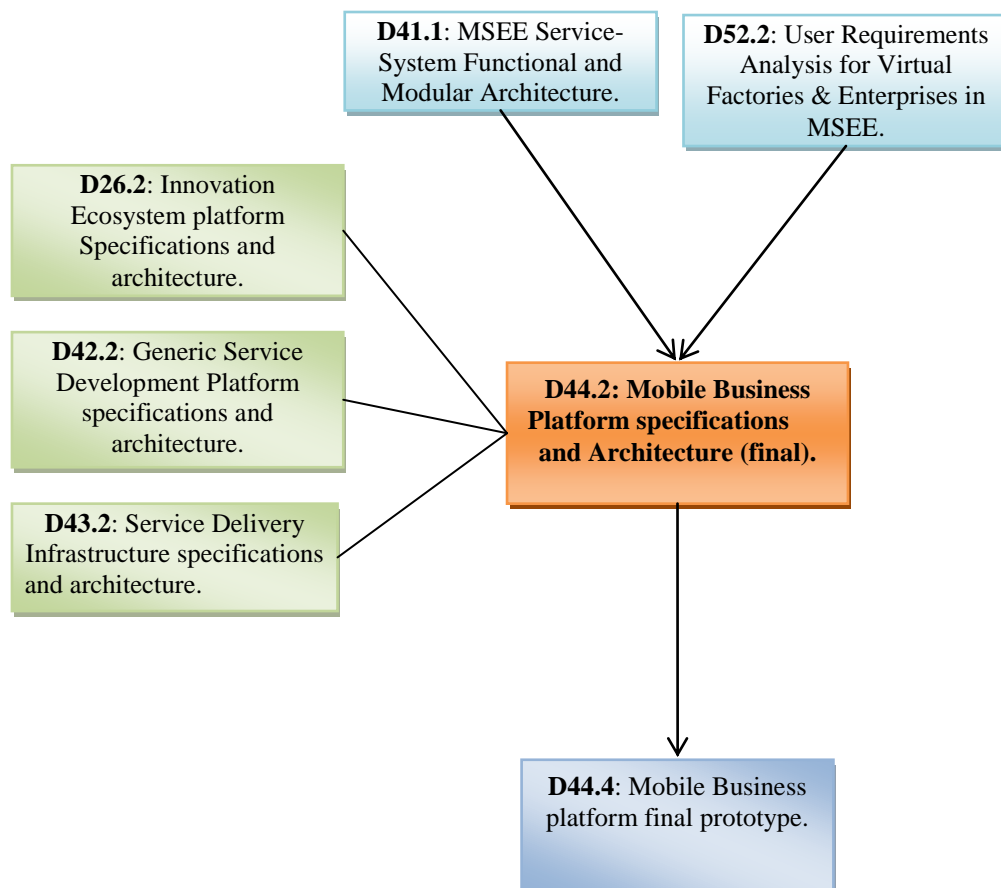 D41.1: MSEE Service-
System Functional and
Modular Architecture.
D52.2: User Requirements
Analysis for Virtual
Factories & Enterprises in
MSEE.
D26.2: Innovation
Ecosystem platform
Specifications and
architecture.
D42.2: Generic Service
Development Platform
specifications and
architecture.
D43.2: Service Delivery
Infrastructure specifications
and architecture.
D44.2: Mobile Business
Platform specifications
and Architecture (final).
D44.4: Mobile Business
platform final prototype.